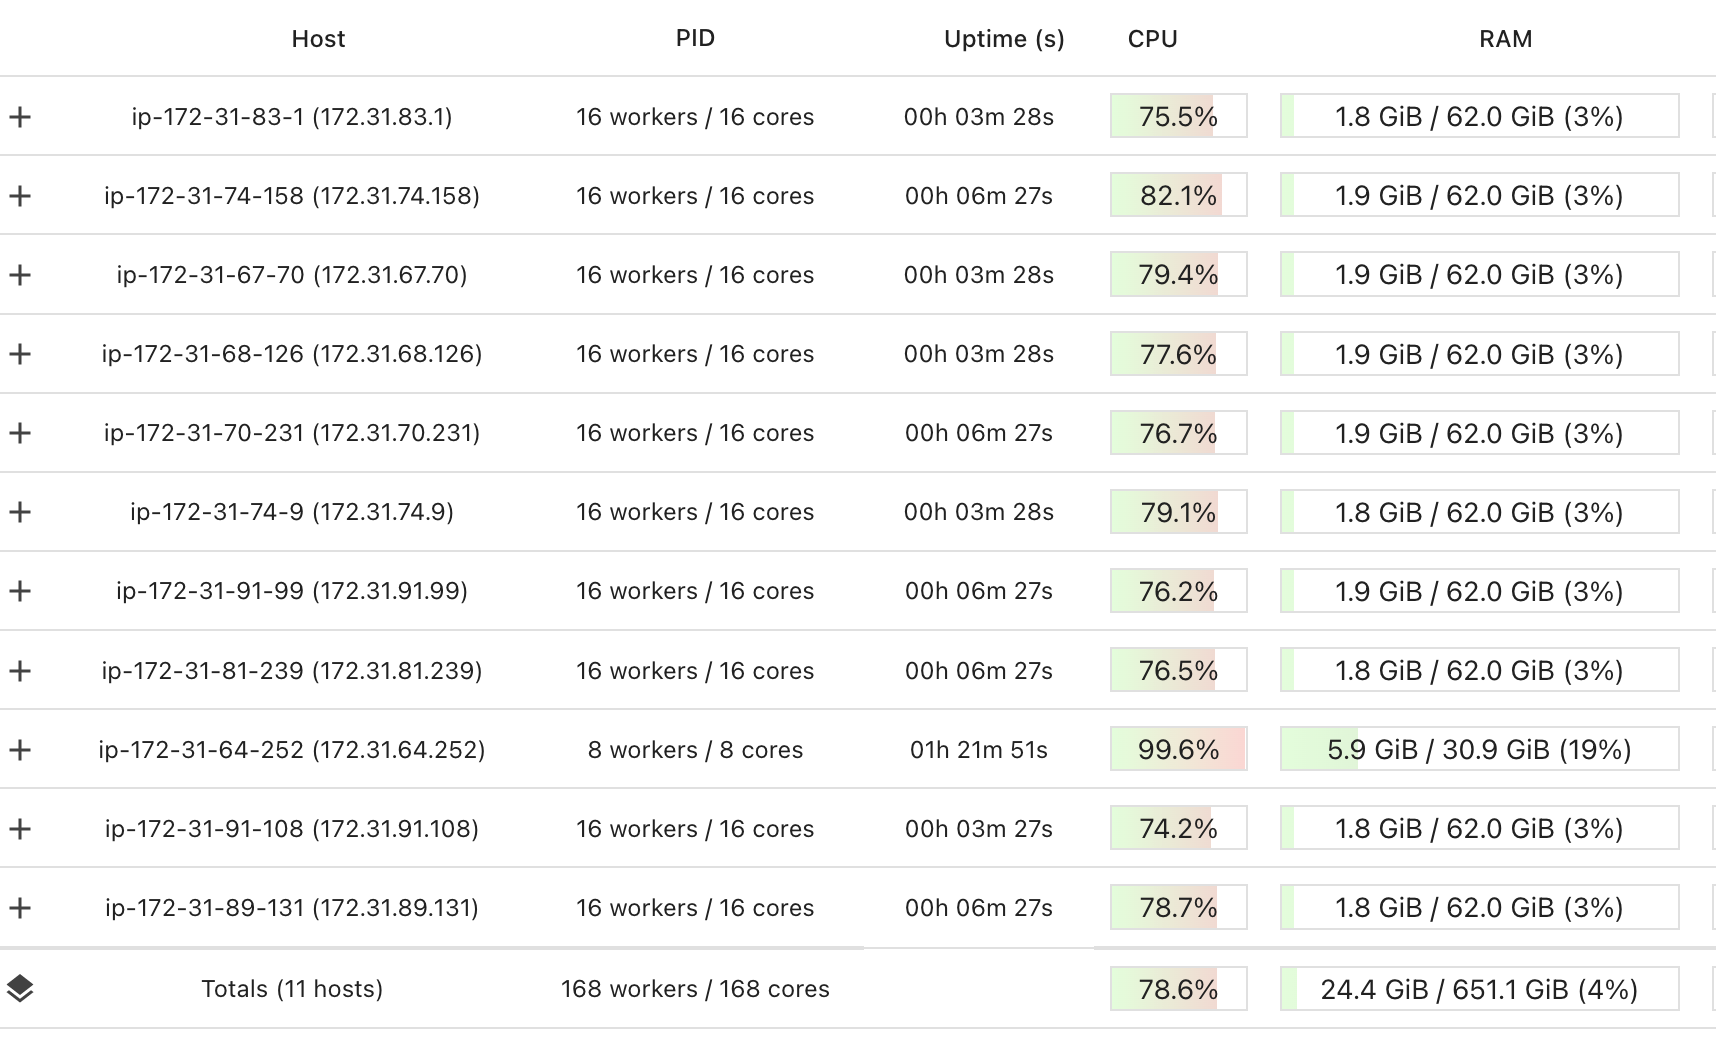 Host PID Uptime (s) CPU RAM
ip-172-31-83-1 (172.31.83.1) 16 workers / 16 cores 00h 03m 28s 75.5% 1.8 GiB / 62.0 GiB (3%)
ip-172-31-74-158 (172.31.74.158) 16 workers / 16 cores 00h 06m 27s 82.1% 1.9 GiB / 62.0 GiB (3%)
ip-172-31-67-70 (172.31.67.70) 16 workers / 16 cores 00h 03m 28s 79.4% 1.9 GiB / 62.0 GiB (3%)
ip-172-31-68-126 (172.31.68.126) 16 workers / 16 cores 00h 03m 28s 77.6% 1.9 GiB / 62.0 GiB (3%)
ip-172-31-70-231 (172.31.70.231) 16 workers / 16 cores 00h 06m 27s 76.7% 1.9 GiB / 62.0 GiB (3%)
ip-172-31-74-9 (172.31.74.9) 16 workers / 16 cores 00h 03m 28s 79.1% 1.8 GiB / 62.0 GiB (3%)
ip-172-31-91-99 (172.31.91.99) 16 workers / 16 cores 00h 06m 27s 76.2% 1.9 GiB / 62.0 GiB (3%)
ip-172-31-81-239 (172.31.81.239) 16 workers / 16 cores 00h 06m 27s 76.5% 1.8 GiB / 62.0 GiB (3%)
ip-172-31-64-252 (172.31.64.252) 8 workers / 8 cores 01h 21m 51s 99.6% 5.9 GiB / 30.9 GiB (19%)
ip-172-31-91-108 (172.31.91.108) 16 workers / 16 cores 00h 03m 27s 74.2% 1.8 GiB / 62.0 GiB (3%)
ip-172-31-89-131 (172.31.89.131) 16 workers / 16 cores 00h 06m 27s 78.7% 1.8 GiB / 62.0 GiB (3%)
Totals (11 hosts) 168 workers / 168 cores 78.6% 24.4 GiB / 651.1 GiB (4%)